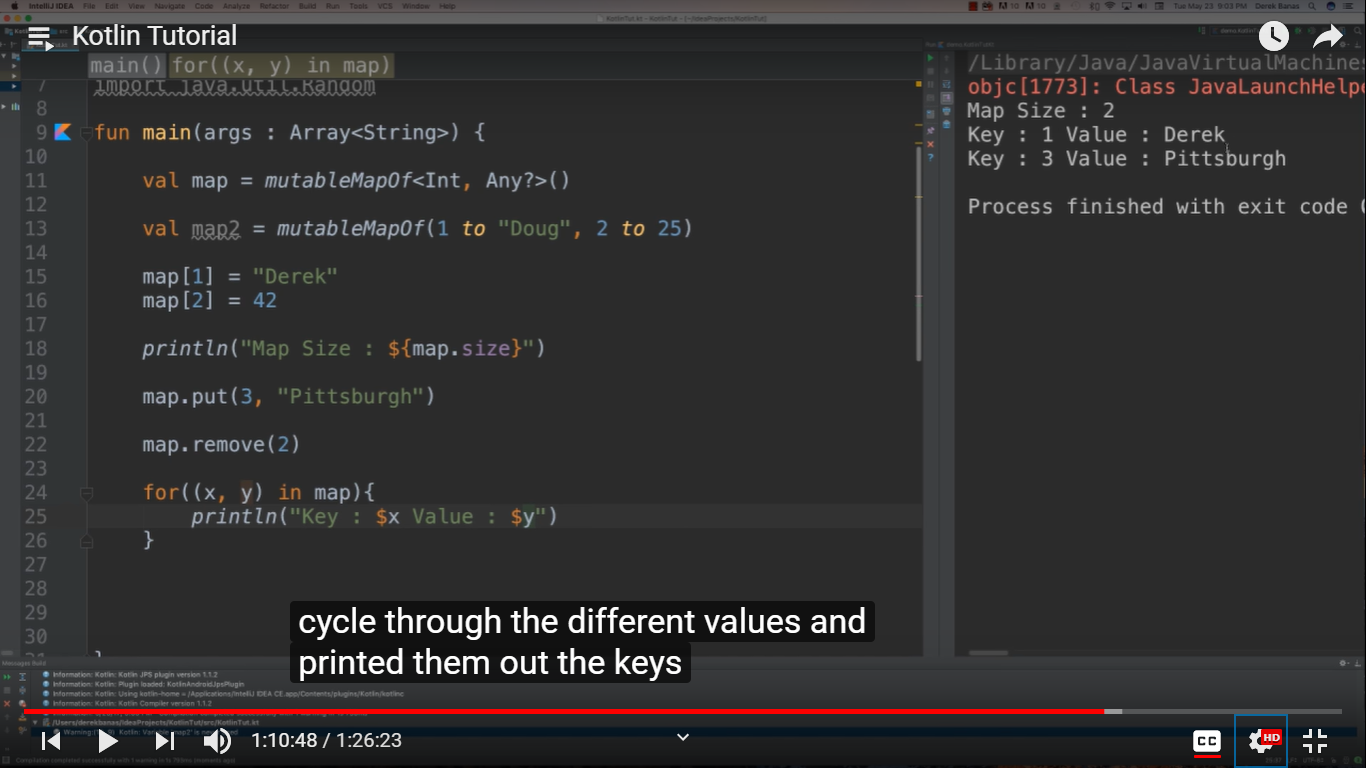 IntelliJ IDEA File Edit View Navigate Code Analyze Refactor Build Run Tools VCS Window Help
Tue May 23 9:03 PM Derek Banas
Kotlin Tutorial
main() for((x, y) in map)
7 import java.util.Random
8
9 fun main(args : Array<String>) {
10
11 val map = mutableMapOf<Int, Any?>()
12
13 val map2 = mutableMapOf(1 to "Doug", 2 to 25)
14
15 map[1] = "Derek"
16 map[2] = 42
17
18 println("Map Size : ${map.size}")
19
20 map.put(3, "Pittsburgh")
21
22 map.remove(2)
23
24 for((x, y) in map){
25 println("Key : $x Value : $y")
26 }
27
28
29
30
}
/Library/Java/JavaVirtualMachines
objc[1773]: Class JavaLaunchHelpe
Map Size : 2
Key : 1 Value : Derek
Key : 3 Value : Pittsburgh
Process finished with exit code
cycle through the different values and
printed them out the keys
Messages Build
Information: Kotlin: Kotlin JPS plugin version 1.1.2
Information: Kotlin: Plugin loaded: KotlinAndroidJpsPlugin
Information: Kotlin: Using kotlin-home = /Applications/IntelliJ IDEA CE.app/Contents/plugins/Kotlin/kotlinc
Information: Kotlin: Kotlin Compiler version 1.1.2
/Users/derekbanas/IdeaProjects/KotlinTut/src/KotlinTut.kt
1:10:48 / 1:26:23
CC
HD